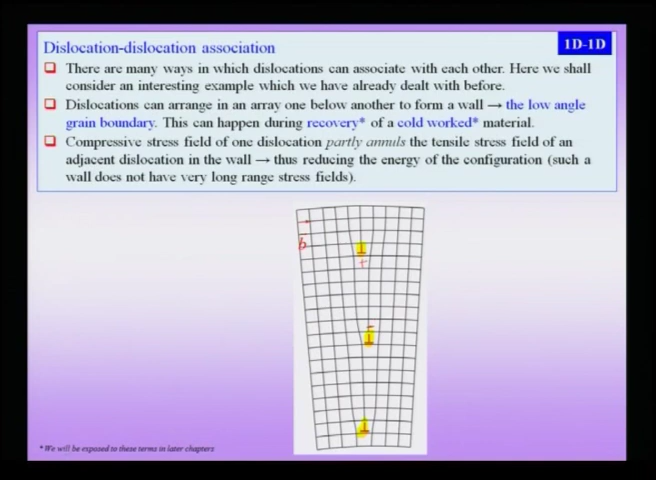 Dislocation-dislocation association
1D-1D
There are many ways in which dislocations can associate with each other. Here we shall
consider an interesting example which we have already dealt with before.
Dislocations can arrange in an array one below another to form a wall → the low angle
grain boundary. This can happen during recovery* of a cold worked* material.
Compressive stress field of one dislocation partly annuls the tensile stress field of an
adjacent dislocation in the wall → thus reducing the energy of the configuration (such a
wall does not have very long range stress fields).
b
* We will be exposed to these terms in later chapters